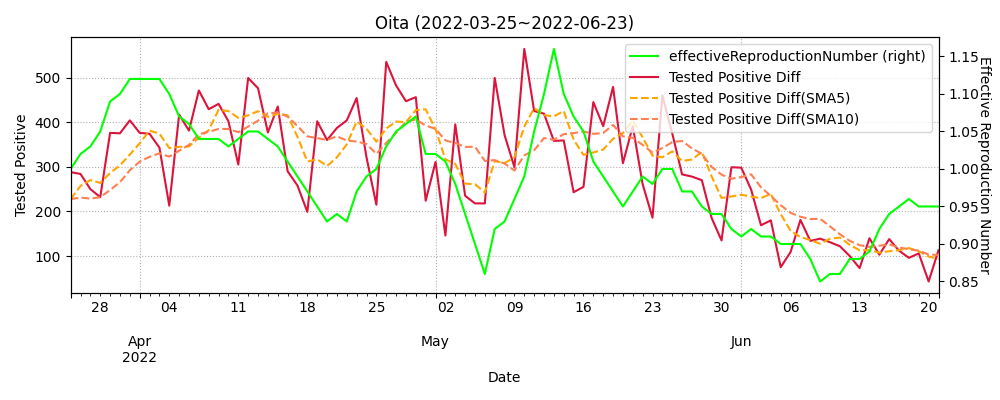 Oita (2022-03-25~2022-06-23)
effectiveReproductionNumber (right)
Tested Positive Diff
Tested Positive Diff(SMA5)
Tested Positive Diff(SMA10)
Tested Positive
500
400
300
200
100
Effective Reproduction Number
1.15
1.10
1.05
1.00
0.95
0.90
0.85
28 04 11 18 25 02 09 16 23 30 06 13 20
Apr May Jun
2022
Date